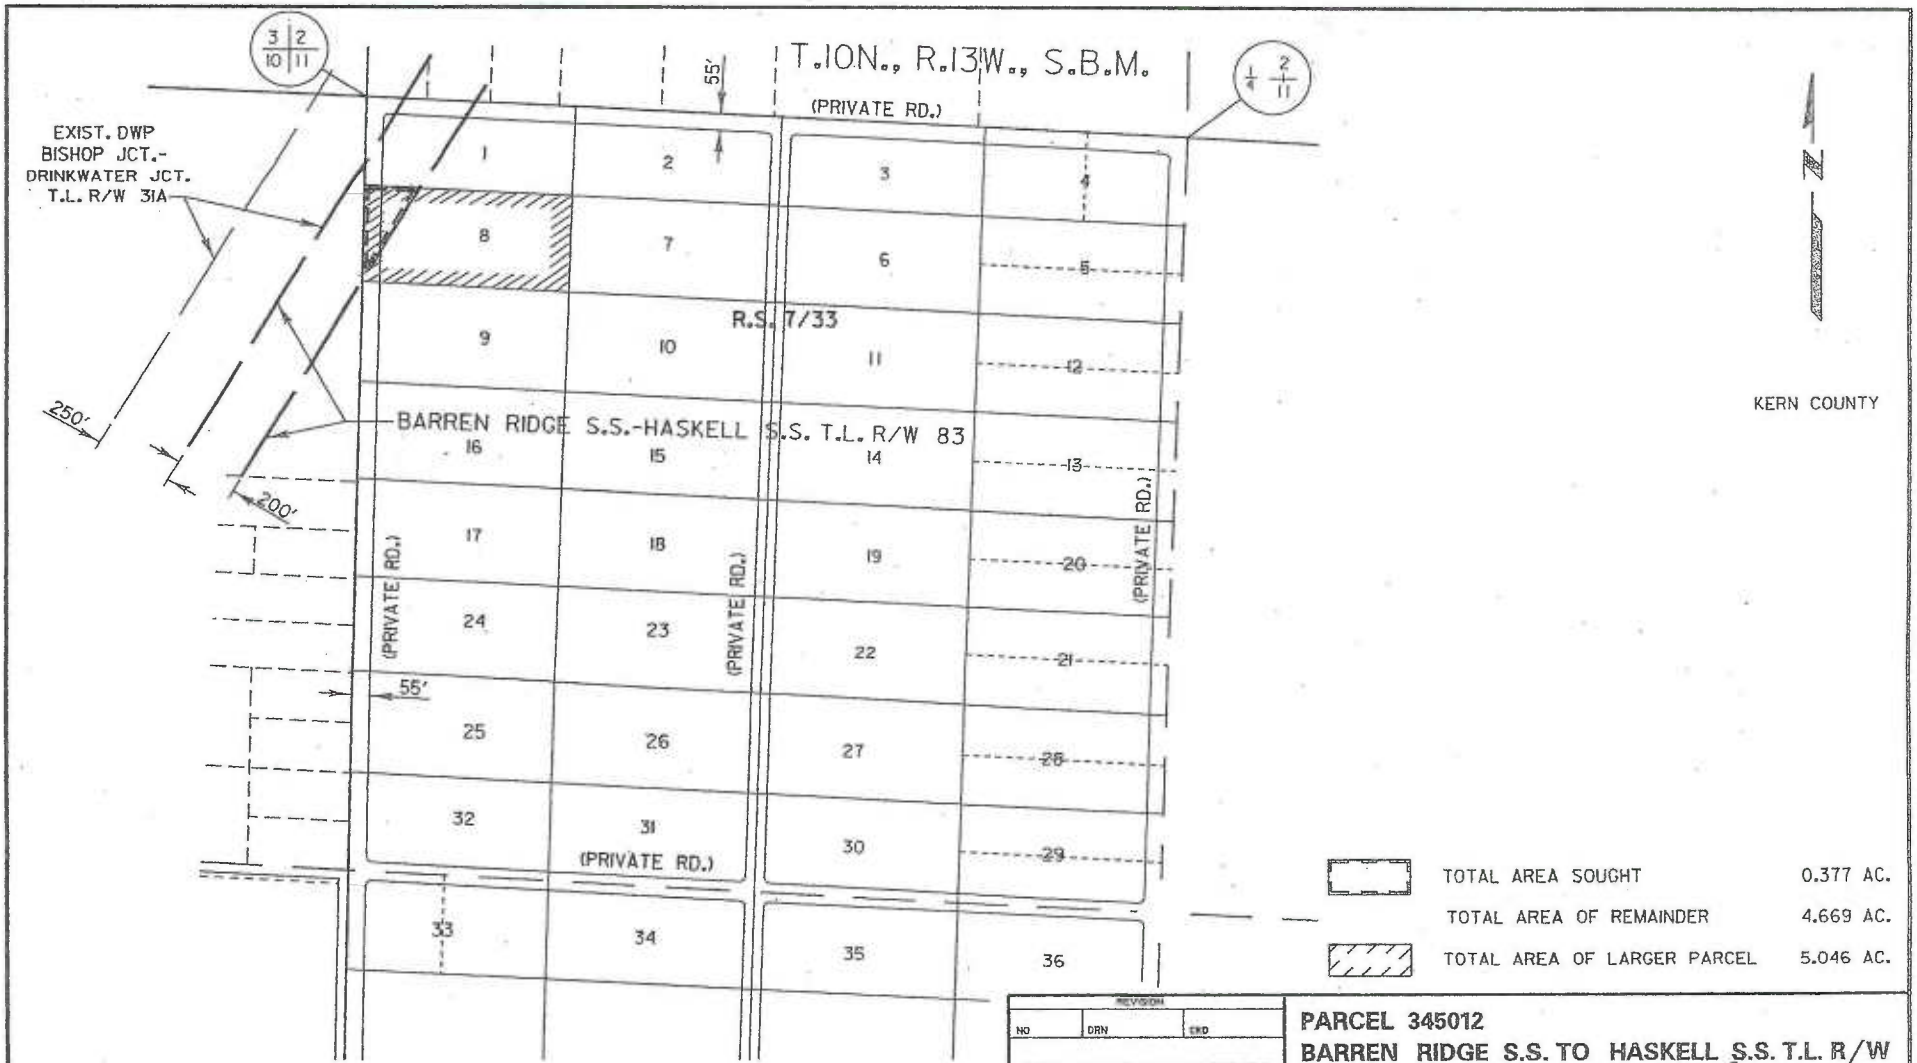 3 2
10 11
T.10N., R.13W., S.B.M.
1/4 2/11
55'
(PRIVATE RD.)
EXIST. DWP
BISHOP JCT.-
DRINKWATER JCT.
T.L. R/W 31A
1
2
3
4
N
8
7
6
5
R.S. 7/33
9
10
11
12
KERN COUNTY
250'
BARREN RIDGE S.S.-HASKELL S.S. T.L. R/W 83
16
15
14
13
200'
(PRIVATE RD.)
17
18
19
20
(PRIVATE RD.)
(PRIVATE RD.)
24
23
22
21
55'
25
26
27
28
32
31
30
29
(PRIVATE RD.)
TOTAL AREA SOUGHT 0.377 AC.
TOTAL AREA OF REMAINDER 4.669 AC.
TOTAL AREA OF LARGER PARCEL 5.046 AC.
33
34
35
36
REVISION
NO DRN CKD
PARCEL 345012
BARREN RIDGE S.S. TO HASKELL S.S. T.L. R/W